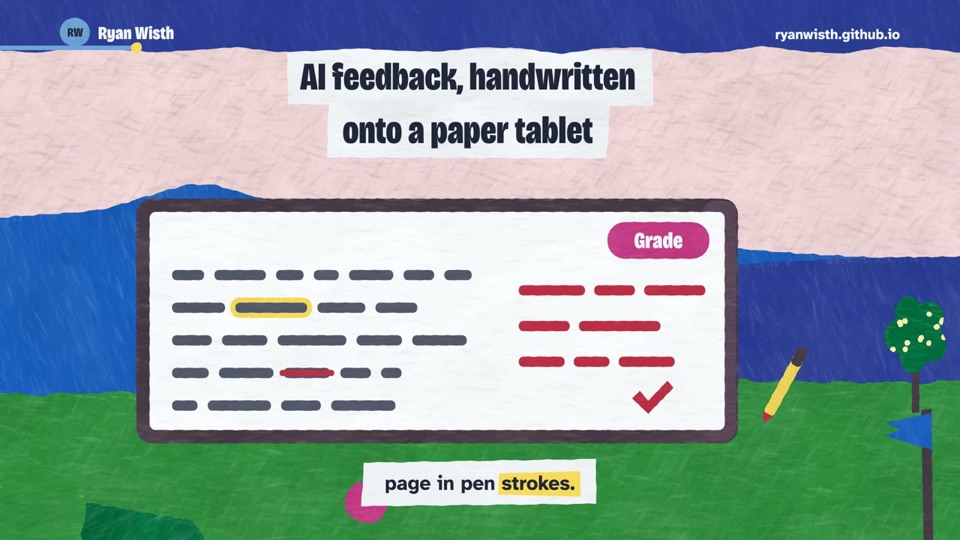 RW Ryan Wisth
ryanwisth.github.io
AI feedback, handwritten
onto a paper tablet
Grade
page in pen strokes.